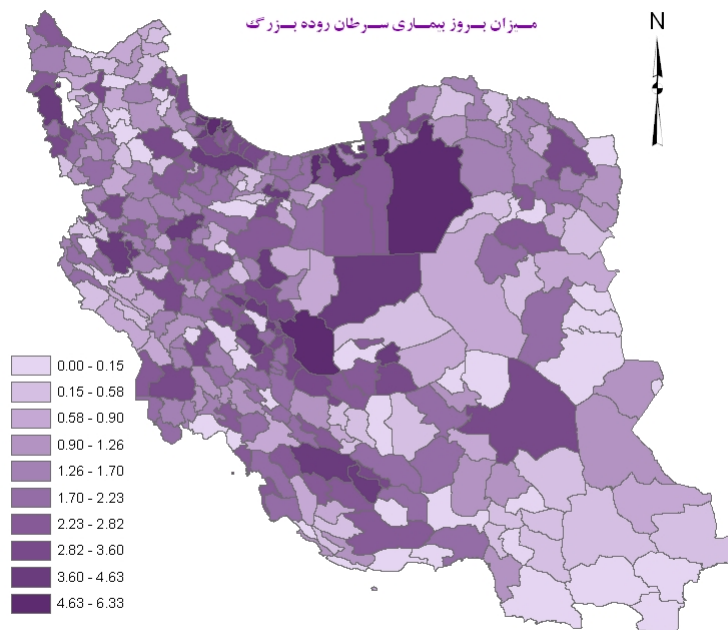 میزان بروز بیماری سرطان روده بزرگ
N
0.00 - 0.15
0.15 - 0.58
0.58 - 0.90
0.90 - 1.26
1.26 - 1.70
1.70 - 2.23
2.23 - 2.82
2.82 - 3.60
3.60 - 4.63
4.63 - 6.33